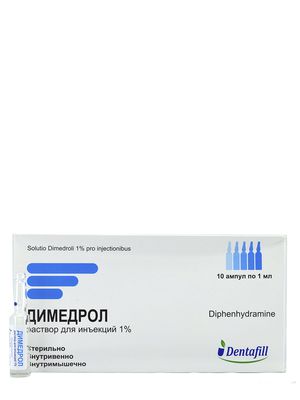 Solutio Dimedroli 1% pro injectionibus
10 ампул по 1 мл
ДИМЕДРОЛ
раствор для инъекций 1%
Diphenhydramine
Стерильно
Внутривенно
Внутримышечно
Dentafill
ДИМЕДРОЛ